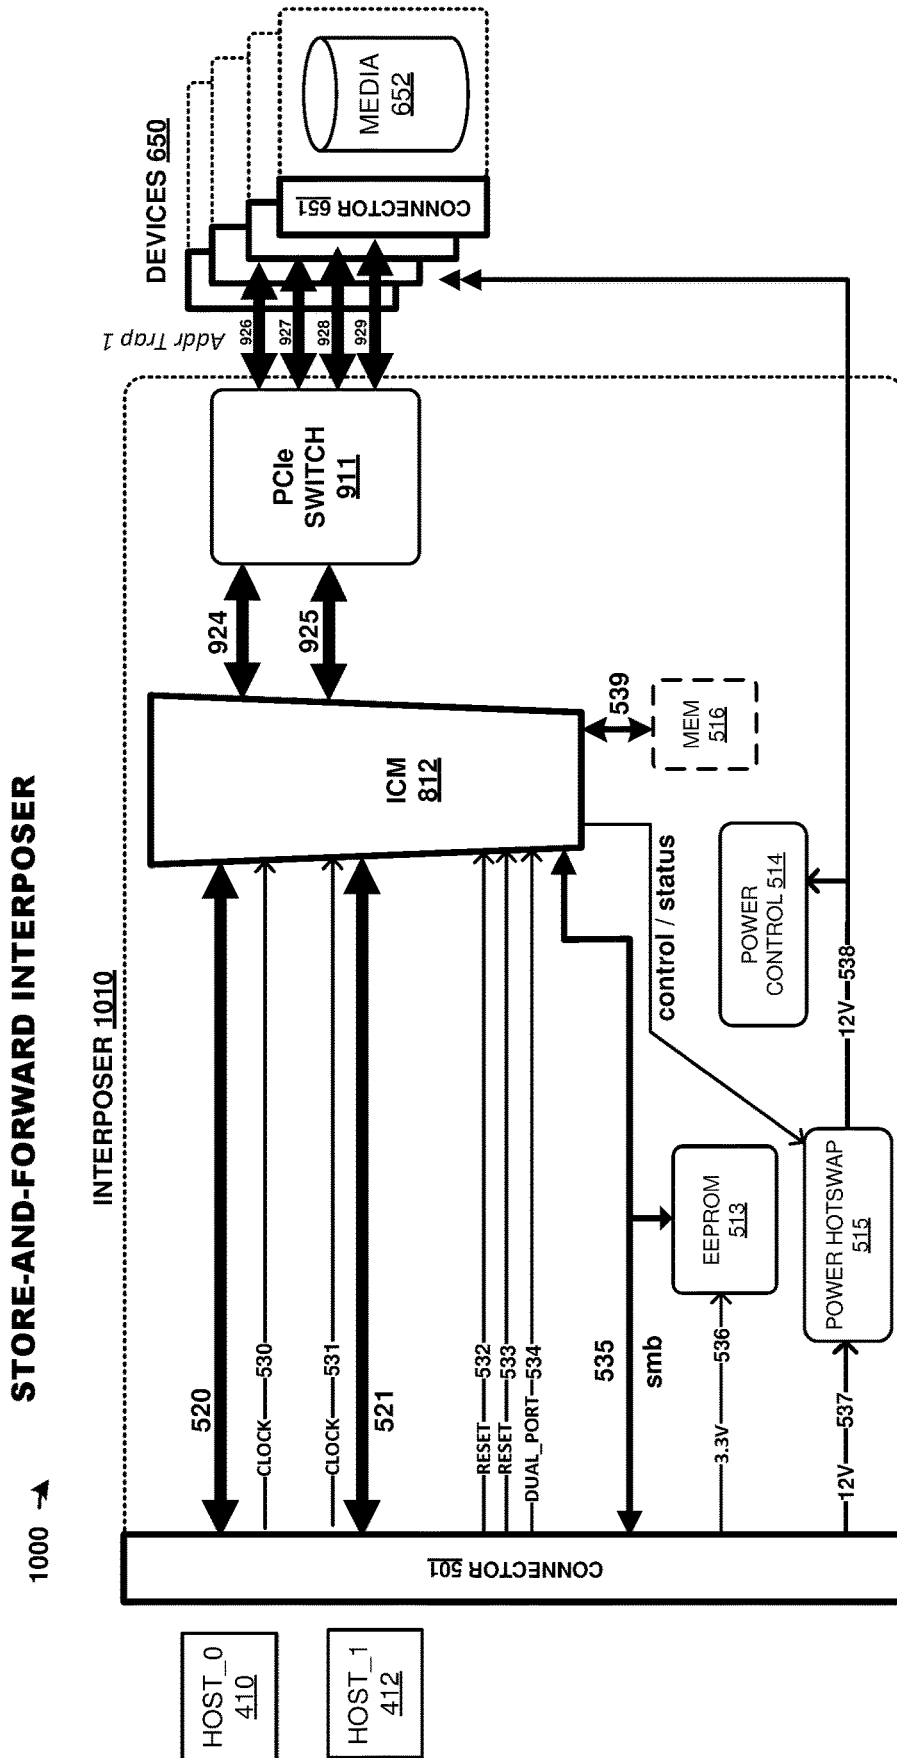 STORE-AND-FORWARD INTERPOSER
1000
INTERPOSER 1010
HOST_0
410
HOST_1
412
CONNECTOR 501
520
CLOCK 530
CLOCK 531
521
RESET 532
RESET 533
DUAL_PORT 534
535
smb
3.3V 536
12V 537
EEPROM
513
POWER HOTSWAP
515
control / status
12V 538
POWER
CONTROL 514
ICM
812
539
MEM
516
924
925
PCIe
SWITCH
911
Addr Trap 1
926
927
928
929
DEVICES 650
CONNECTOR 651
MEDIA
652